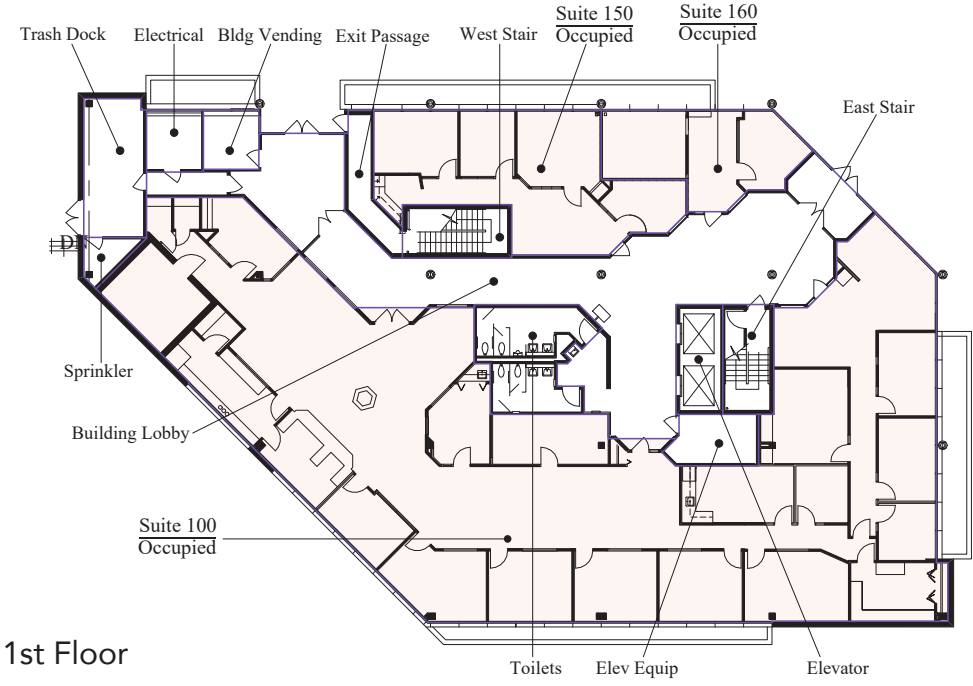 Suite 150
Occupied
Suite 160
Occupied
Trash Dock
Electrical
Bldg Vending
Exit Passage
West Stair
East Stair
D
Sprinkler
Building Lobby
Suite 100
Occupied
1st Floor
Toilets
Elev Equip
Elevator